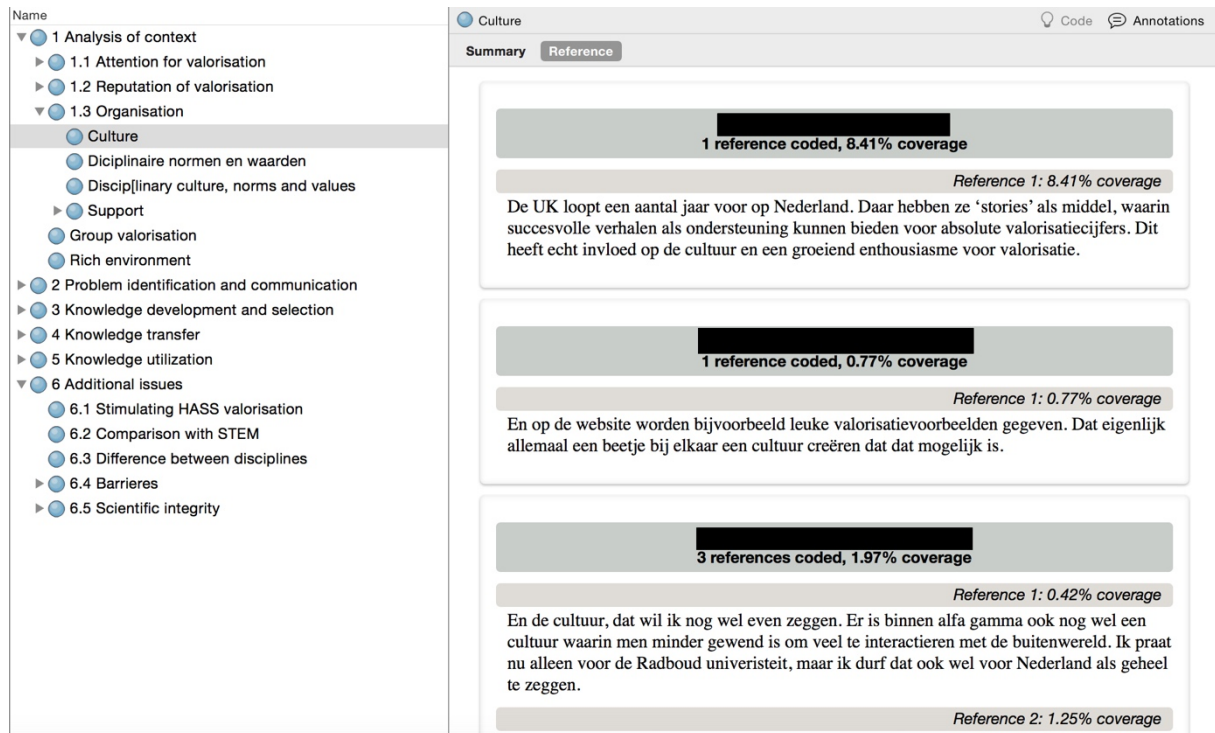 Name
1 Analysis of context
1.1 Attention for valorisation
1.2 Reputation of valorisation
1.3 Organisation
Culture
Diciplinaire normen en waarden
Discip[linary culture, norms and values
Support
Group valorisation
Rich environment
2 Problem identification and communication
3 Knowledge development and selection
4 Knowledge transfer
5 Knowledge utilization
6 Additional issues
6.1 Stimulating HASS valorisation
6.2 Comparison with STEM
6.3 Difference between disciplines
6.4 Barrieres
6.5 Scientific integrity
Culture
Code
Annotations
Summary
Reference
1 reference coded, 8.41% coverage
Reference 1: 8.41% coverage
De UK loopt een aantal jaar voor op Nederland. Daar hebben ze ‘stories’ als middel, waarin
succesvolle verhalen als ondersteuning kunnen bieden voor absolute valorisatiecijfers. Dit
heeft echt invloed op de cultuur en een groeiend enthousiasme voor valorisatie.
1 reference coded, 0.77% coverage
Reference 1: 0.77% coverage
En op de website worden bijvoorbeeld leuke valorisatievoorbeelden gegeven. Dat eigenlijk
allemaal een beetje bij elkaar een cultuur creëren dat dat mogelijk is.
3 references coded, 1.97% coverage
Reference 1: 0.42% coverage
En de cultuur, dat wil ik nog wel even zeggen. Er is binnen alfa gamma ook nog wel een
cultuur waarin men minder gewend is om veel te interactieren met de buitenwereld. Ik praat
nu alleen voor de Radboud univeristeit, maar ik durf dat ook wel voor Nederland als geheel
te zeggen.
Reference 2: 1.25% coverage